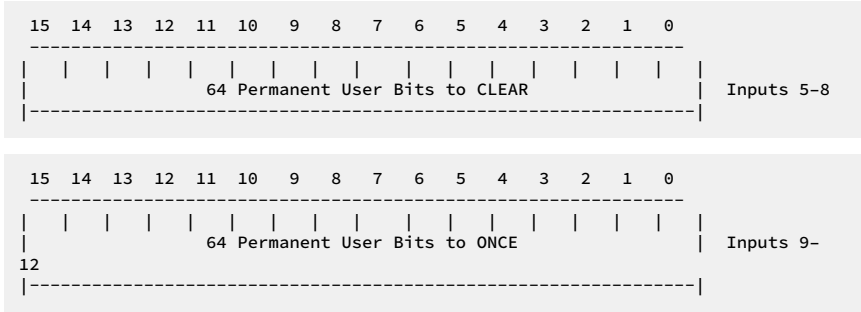 15 14 13 12 11 10 9 8 7 6 5 4 3 2 1 0
---------------------------------------------------------------
| | | | | | | | | | | | | | | | |
| 64 Permanent User Bits to CLEAR | Inputs 5-8
|----------------------------------------------------------------|
15 14 13 12 11 10 9 8 7 6 5 4 3 2 1 0
---------------------------------------------------------------
| | | | | | | | | | | | | | | | |
| 64 Permanent User Bits to ONCE | Inputs 9-
12
|----------------------------------------------------------------|